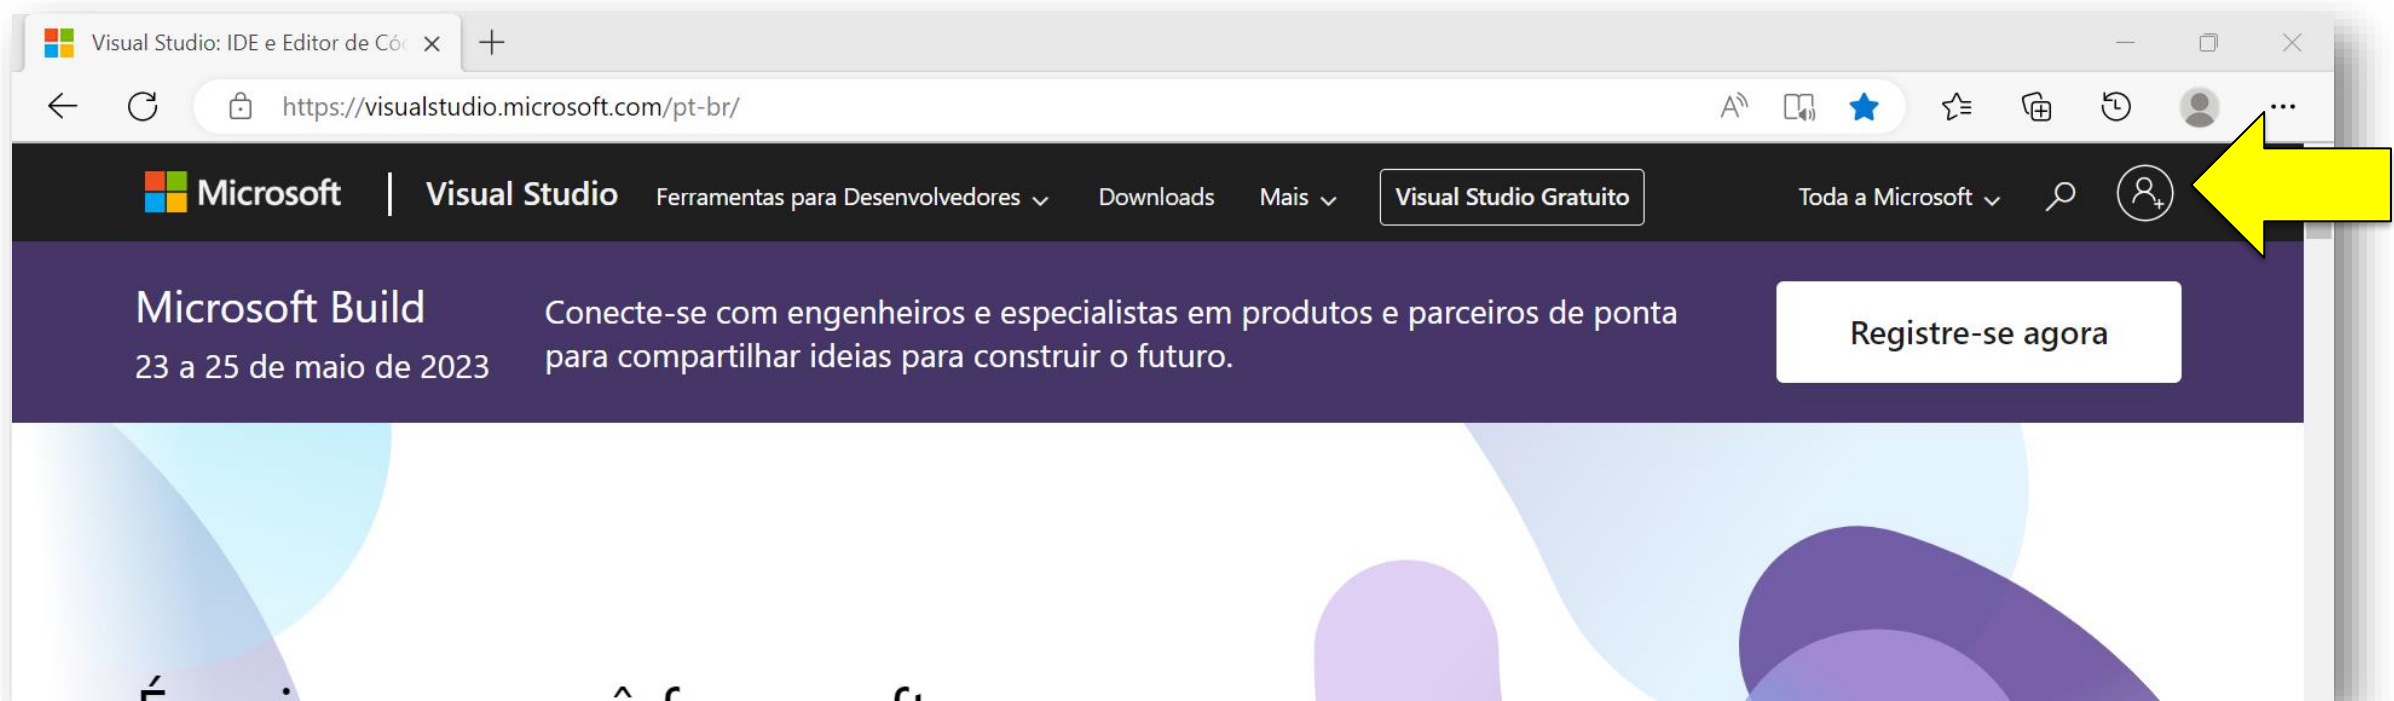 Visual Studio: IDE e Editor de Có
https://visualstudio.microsoft.com/pt-br/
Microsoft | Visual Studio Ferramentas para Desenvolvedores Downloads Mais Visual Studio Gratuito Toda a Microsoft
Microsoft Build
23 a 25 de maio de 2023
Conecte-se com engenheiros e especialistas em produtos e parceiros de ponta
para compartilhar ideias para construir o futuro.
Registre-se agora